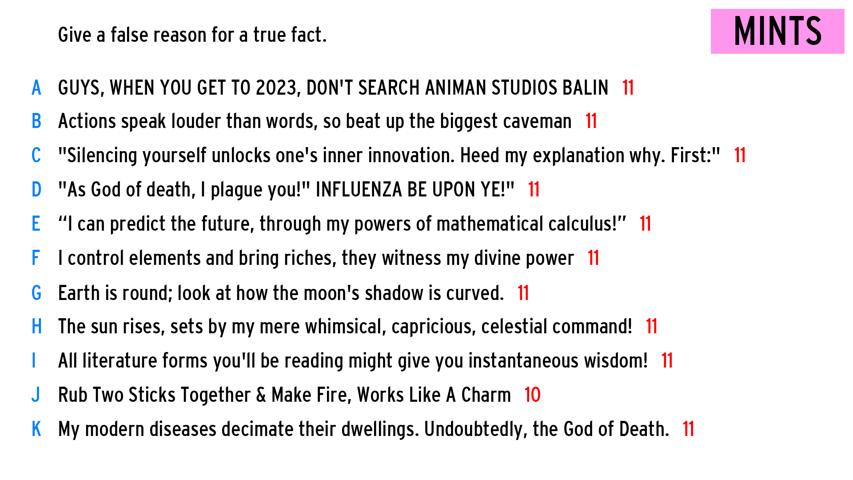 Give a false reason for a true fact.
MINTS
A GUYS, WHEN YOU GET TO 2023, DON'T SEARCH ANIMAN STUDIOS BALIN 11
B Actions speak louder than words, so beat up the biggest caveman 11
C "Silencing yourself unlocks one's inner innovation. Heed my explanation why. First:" 11
D "As God of death, I plague you!" INFLUENZA BE UPON YE!" 11
E “I can predict the future, through my powers of mathematical calculus!” 11
F I control elements and bring riches, they witness my divine power 11
G Earth is round; look at how the moon's shadow is curved. 11
H The sun rises, sets by my mere whimsical, capricious, celestial command! 11
I All literature forms you'll be reading might give you instantaneous wisdom! 11
J Rub Two Sticks Together & Make Fire, Works Like A Charm 10
K My modern diseases decimate their dwellings. Undoubtedly, the God of Death. 11